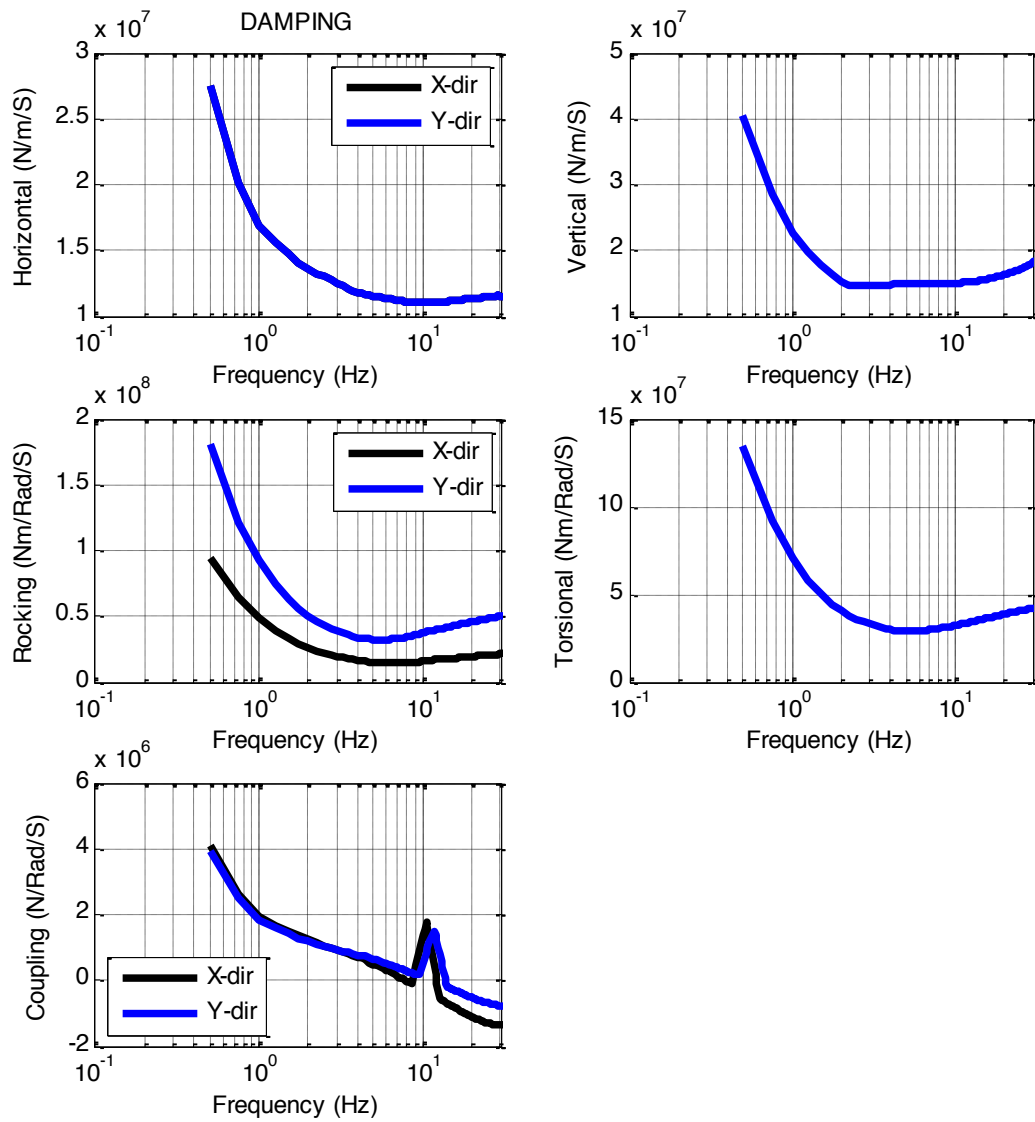 DAMPING
x 10^7
3
2.5
2
1.5
1
Horizontal (N/m/S)
X-dir
Y-dir
10^-1
10^0
10^1
Frequency (Hz)
x 10^7
5
4
3
2
1
Vertical (N/m/S)
10^-1
10^0
10^1
Frequency (Hz)
x 10^8
2
1.5
1
0.5
0
Rocking (Nm/Rad/S)
X-dir
Y-dir
10^-1
10^0
10^1
Frequency (Hz)
x 10^7
15
10
5
0
Torsional (Nm/Rad/S)
10^-1
10^0
10^1
Frequency (Hz)
x 10^6
6
4
2
0
-2
Coupling (N/Rad/S)
X-dir
Y-dir
10^-1
10^0
10^1
Frequency (Hz)